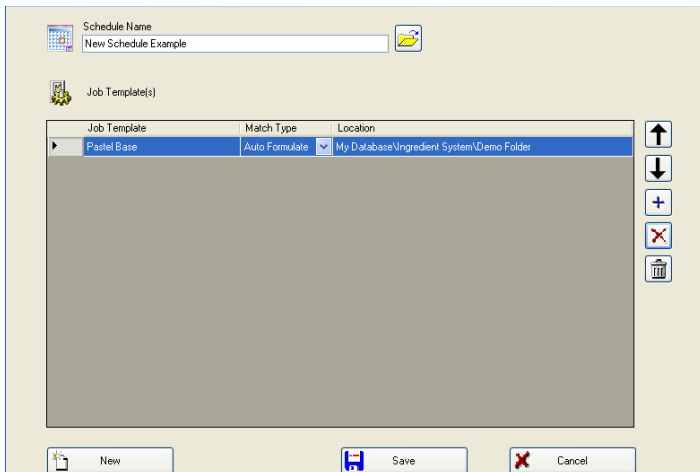 Schedule Name
New Schedule Example
Job Template(s)
Job Template Match Type Location
Pastel Base Auto Formulate My Database\Ingredient System\Demo Folder
New Save Cancel